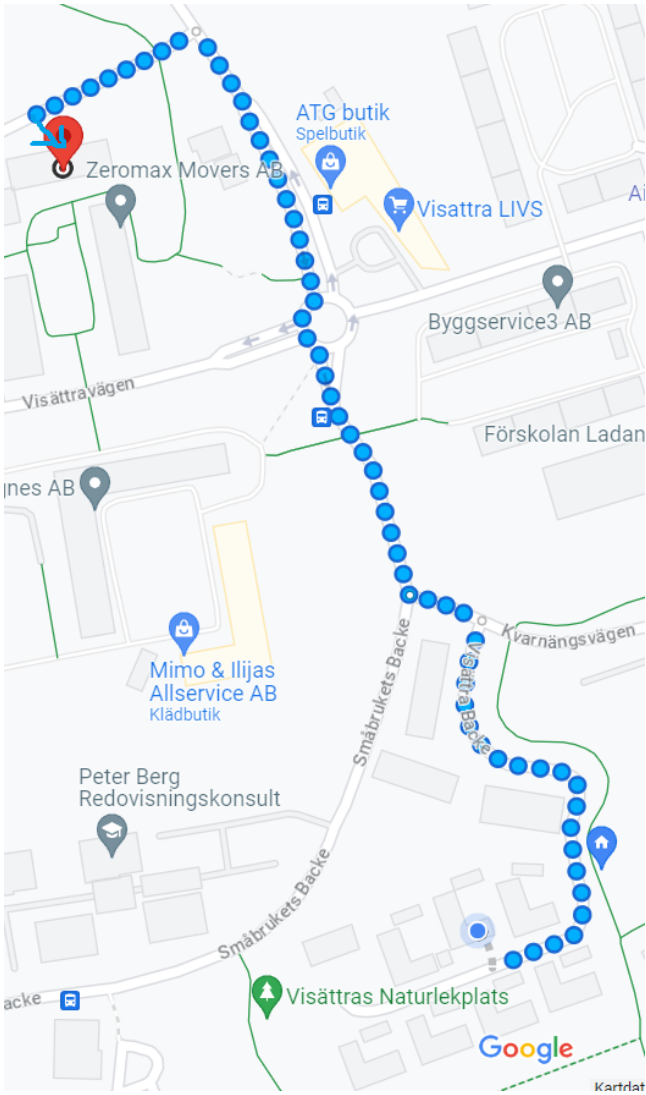 ATG butik
Spelbutik
Zeromax Movers AB
Visattra LIVS
Ai
Byggservice3 AB
Visättravägen
Förskolan Ladan
gnes AB
Kvarnängsvägen
Visättra Backe
Mimo & Ilijas
Allservice AB
Klädbutik
Småbrukets Backe
Peter Berg
Redovisningskonsult
Småbrukets Backe
Backe
Visättras Naturlekplats
Google
Kartdat